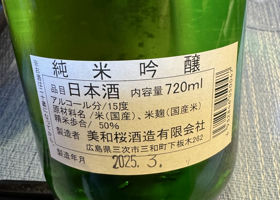 純米吟醸
品目 日本酒 内容量 720ml
アルコール分/15度
原材料名/米(国産)、米麹(国産米)
精米歩合/ 50%
製造者 美和桜酒造有限会社
広島県三次市三和町下板木262
製造年月 2025. 3.